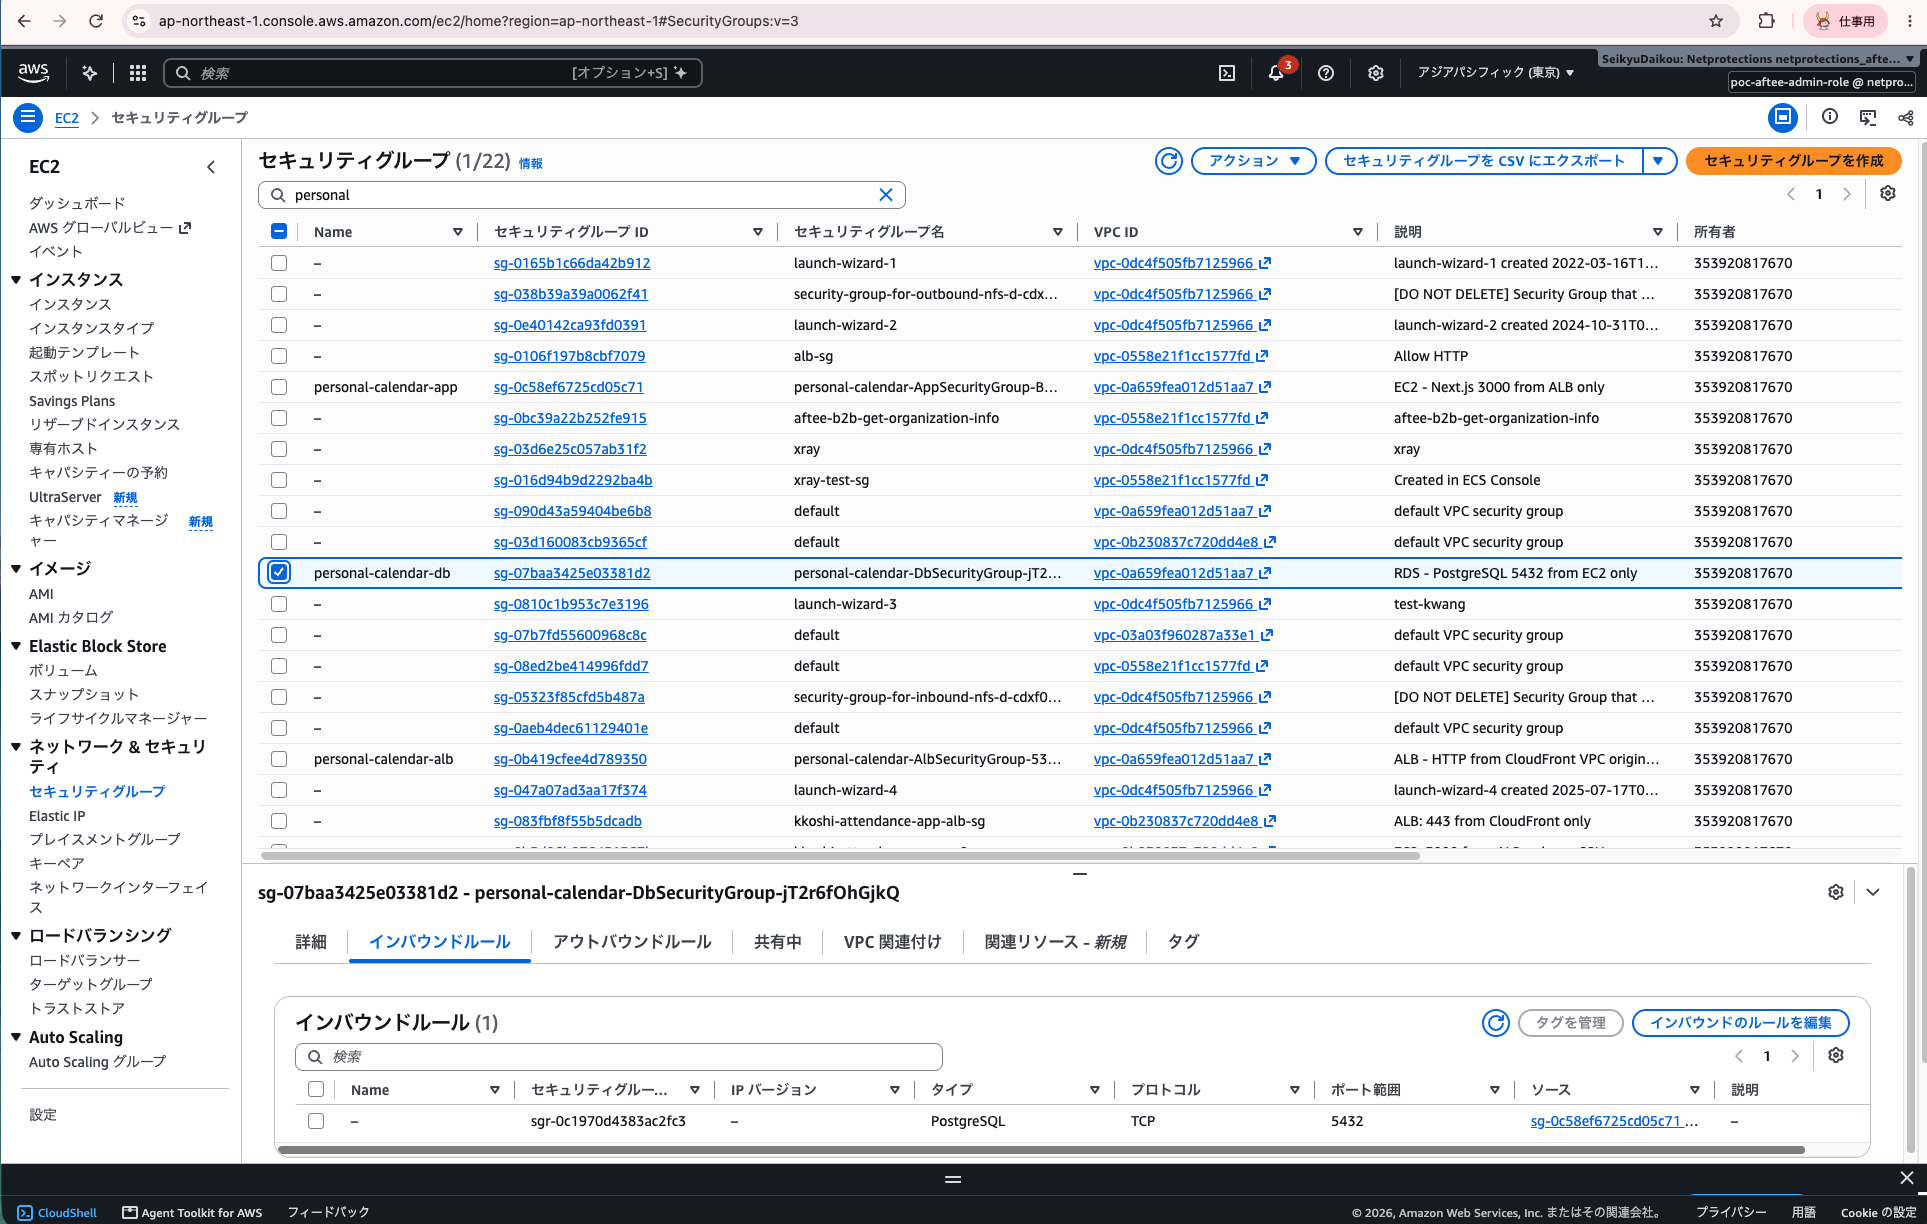 ap-northeast-1.console.aws.amazon.com/ec2/home?region=ap-northeast-1#SecurityGroups:v=3
仕事用
aws
検索
[オプション+S]
3
アジアパシフィック (東京)
SeikyuDaikou: Netprotections netprotections_afte...
poc-aftee-admin-role @ netpro...
EC2
セキュリティグループ
EC2
ダッシュボード
AWS グローバルビュー
イベント
インスタンス
インスタンス
インスタンスタイプ
起動テンプレート
スポットリクエスト
Savings Plans
リザーブドインスタンス
専有ホスト
キャパシティーの予約
UltraServer 新規
キャパシティマネージャー 新規
イメージ
AMI
AMI カタログ
Elastic Block Store
ボリューム
スナップショット
ライフサイクルマネージャー
ネットワーク & セキュリティ
セキュリティグループ
Elastic IP
プレイスメントグループ
キーペア
ネットワークインターフェイス
ロードバランシング
ロードバランサー
ターゲットグループ
トラストストア
Auto Scaling
Auto Scaling グループ
設定
セキュリティグループ (1/22) 情報
アクション
セキュリティグループを CSV にエクスポート
セキュリティグループを作成
personal
1
Name セキュリティグループ ID セキュリティグループ名 VPC ID 説明 所有者
– sg-0165b1c66da42b912 launch-wizard-1 vpc-0dc4f505fb7125966 launch-wizard-1 created 2022-03-16T1... 353920817670
– sg-038b39a39a0062f41 security-group-for-outbound-nfs-d-cdx... vpc-0dc4f505fb7125966 [DO NOT DELETE] Security Group that ... 353920817670
– sg-0e40142ca93fd0391 launch-wizard-2 vpc-0dc4f505fb7125966 launch-wizard-2 created 2024-10-31T0... 353920817670
– sg-0106f197b8cbf7079 alb-sg vpc-0558e21f1cc1577fd Allow HTTP 353920817670
personal-calendar-app sg-0c58ef6725cd05c71 personal-calendar-AppSecurityGroup-B... vpc-0a659fea012d51aa7 EC2 - Next.js 3000 from ALB only 353920817670
– sg-0bc39a22b252fe915 aftee-b2b-get-organization-info vpc-0558e21f1cc1577fd aftee-b2b-get-organization-info 353920817670
– sg-03d6e25c057ab31f2 xray vpc-0dc4f505fb7125966 xray 353920817670
– sg-016d94b9d2292ba4b xray-test-sg vpc-0558e21f1cc1577fd Created in ECS Console 353920817670
– sg-090d43a59404be6b8 default vpc-0a659fea012d51aa7 default VPC security group 353920817670
– sg-03d160083cb9365cf default vpc-0b230837c720dd4e8 default VPC security group 353920817670
personal-calendar-db sg-07baa3425e03381d2 personal-calendar-DbSecurityGroup-jT2... vpc-0a659fea012d51aa7 RDS - PostgreSQL 5432 from EC2 only 353920817670
– sg-0810c1b953c7e3196 launch-wizard-3 vpc-0dc4f505fb7125966 test-kwang 353920817670
– sg-07b7fd55600968c8c default vpc-03a03f960287a33e1 default VPC security group 353920817670
– sg-08ed2be414996fdd7 default vpc-0558e21f1cc1577fd default VPC security group 353920817670
– sg-05323f85cfd5b487a security-group-for-inbound-nfs-d-cdxf0... vpc-0dc4f505fb7125966 [DO NOT DELETE] Security Group that ... 353920817670
– sg-0aeb4dec61129401e default vpc-0dc4f505fb7125966 default VPC security group 353920817670
personal-calendar-alb sg-0b419cfee4d789350 personal-calendar-AlbSecurityGroup-53... vpc-0a659fea012d51aa7 ALB - HTTP from CloudFront VPC origin... 353920817670
– sg-047a07ad3aa17f374 launch-wizard-4 vpc-0dc4f505fb7125966 launch-wizard-4 created 2025-07-17T0... 353920817670
– sg-083fbf8f55b5dcadb kkoshi-attendance-app-alb-sg vpc-0b230837c720dd4e8 ALB: 443 from CloudFront only 353920817670
sg-07baa3425e03381d2 - personal-calendar-DbSecurityGroup-jT2r6fOhGjkQ
詳細 インバウンドルール アウトバウンドルール 共有中 VPC 関連付け 関連リソース - 新規 タグ
インバウンドルール (1)
タグを管理
インバウンドのルールを編集
検索
1
Name セキュリティグルー... IP バージョン タイプ プロトコル ポート範囲 ソース 説明
– sgr-0c1970d4383ac2fc3 – PostgreSQL TCP 5432 sg-0c58ef6725cd05c71 ... –
CloudShell Agent Toolkit for AWS フィードバック
© 2026, Amazon Web Services, Inc. またはその関連会社。 プライバシー 用語 Cookie の設定